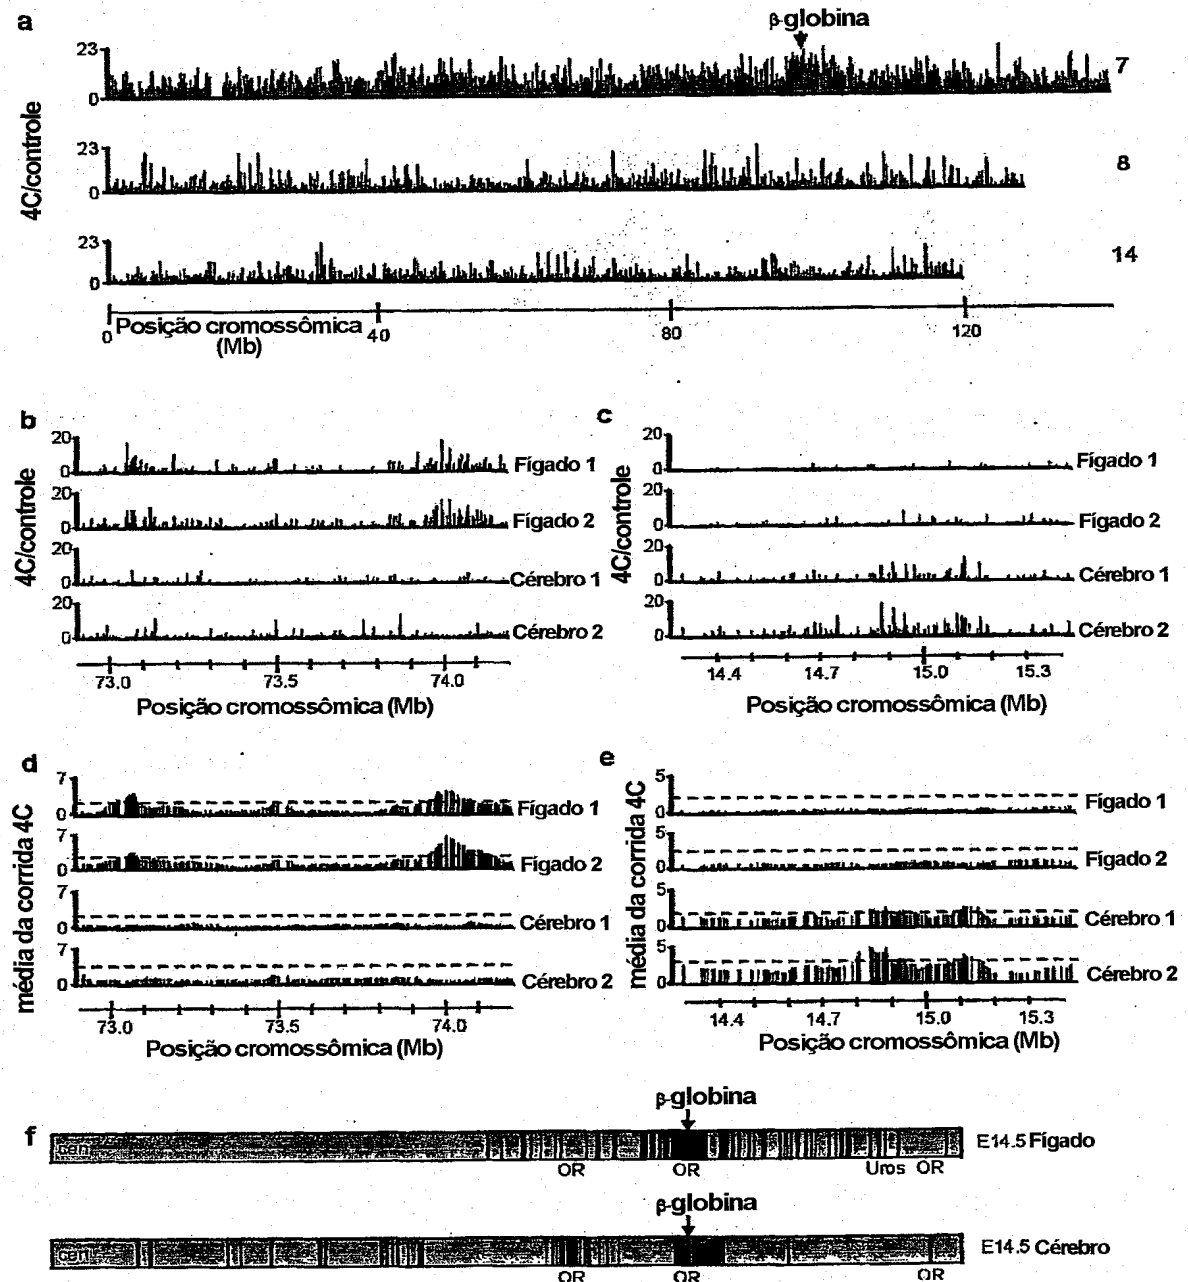 a
β-globina
23
0
7
4C/controle
23
0
8
23
0
14
0
40
80
120
Posição cromossômica
(Mb)
b
4C/controle
20
0
Fígado 1
20
0
Fígado 2
20
0
Cérebro 1
20
0
Cérebro 2
73.0
73.5
74.0
Posição cromossômica (Mb)
c
4C/controle
20
0
Fígado 1
20
0
Fígado 2
20
0
Cérebro 1
20
0
Cérebro 2
14.4
14.7
15.0
15.3
Posição cromossômica (Mb)
d
média da corrida 4C
7
0
Fígado 1
7
0
Fígado 2
7
0
Cérebro 1
7
0
Cérebro 2
73.0
73.5
74.0
Posição cromossômica (Mb)
e
média da corrida 4C
5
0
Fígado 1
5
0
Fígado 2
5
0
Cérebro 1
5
0
Cérebro 2
14.4
14.7
15.0
15.3
Posição cromossômica (Mb)
f
β-globina
cen
E14.5 Fígado
OR
OR
Uros
OR
β-globina
cen
E14.5 Cérebro
OR
OR
OR